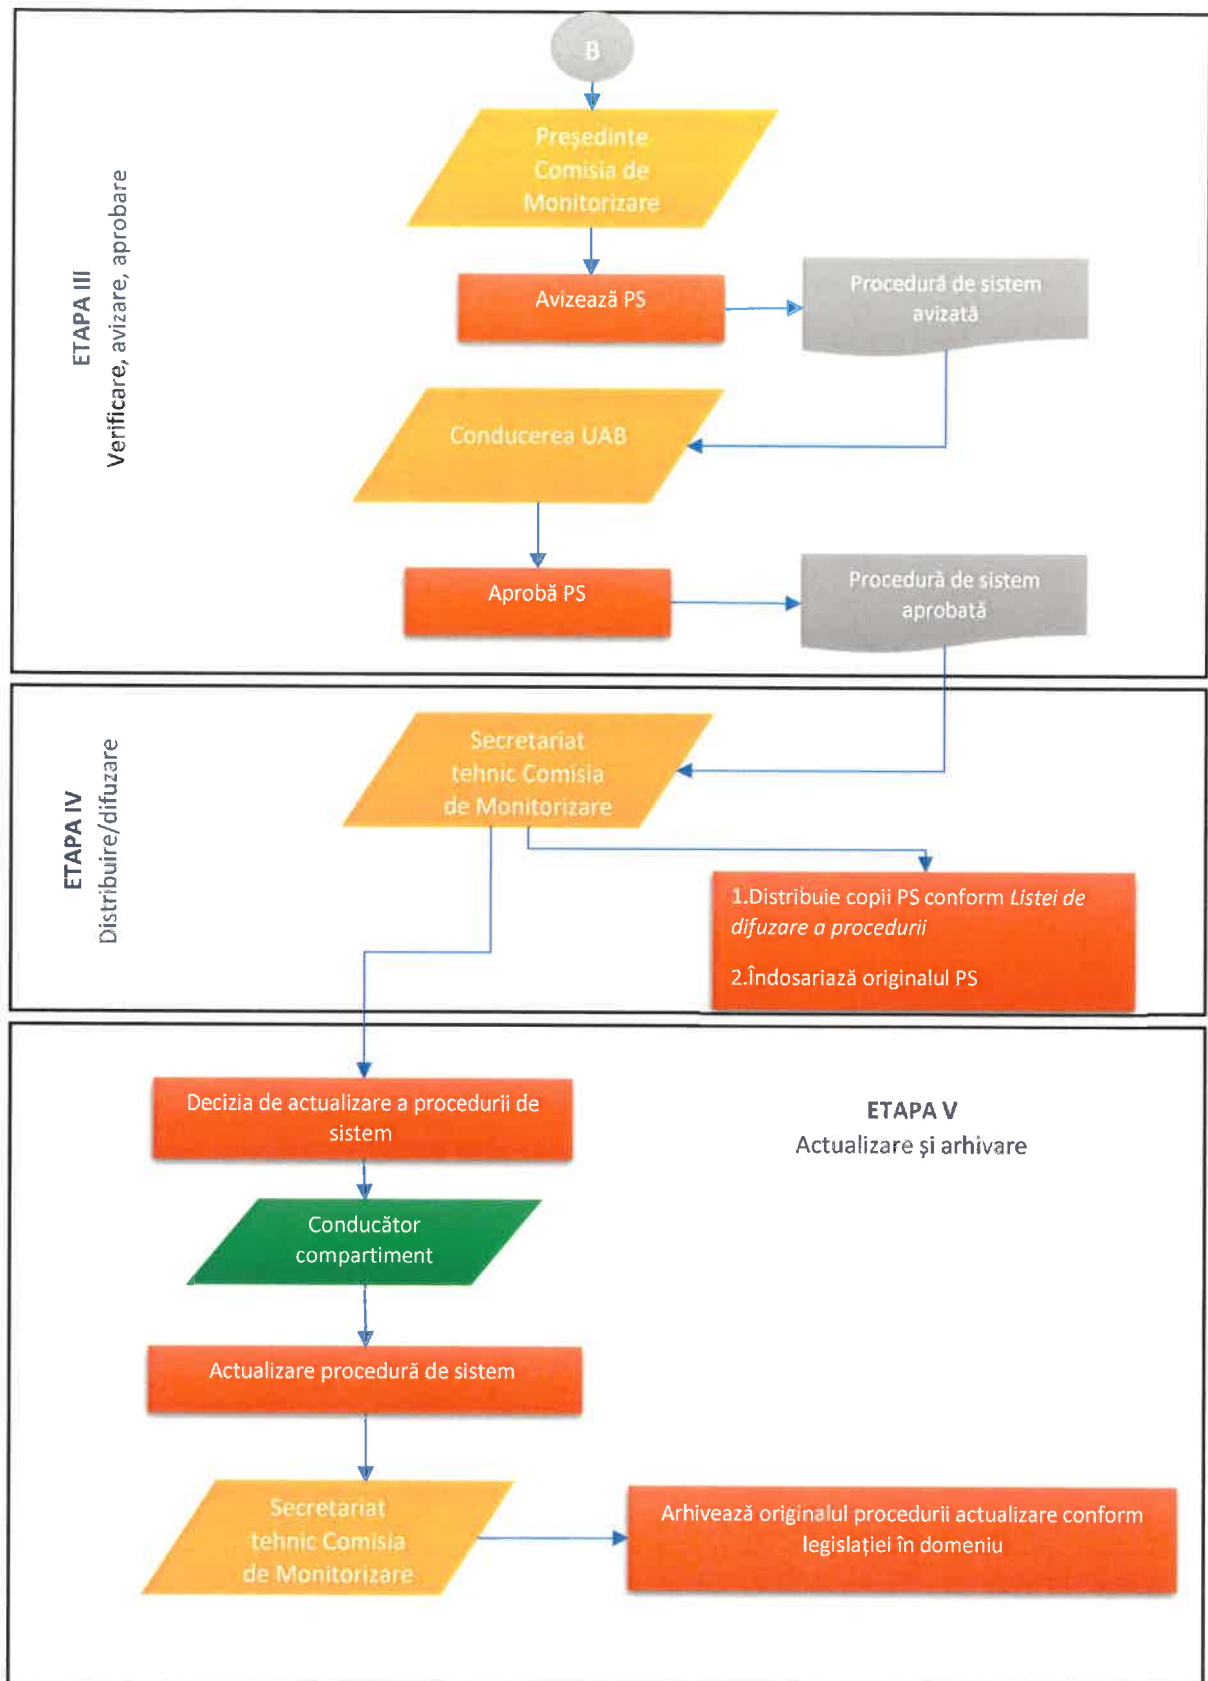 B
Președinte
Comisia de
Monitorizare
ETAPA III
Verificare, avizare, aprobare
Avizează PS
Procedură de sistem
avizată
Conducerea UAB
Aprobă PS
Procedură de sistem
aprobată
ETAPA IV
Distribuire/difuzare
Secretariat
tehnic Comisia
de Monitorizare
1.Distribuie copii PS conform Listei de
difuzare a procedurii
2.Îndosariază originalul PS
Decizia de actualizare a procedurii de
sistem
ETAPA V
Actualizare și arhivare
Conducător
compartiment
Actualizare procedură de sistem
Secretariat
tehnic Comisia
de Monitorizare
Arhivează originalul procedurii actualizare conform
legislației în domeniu